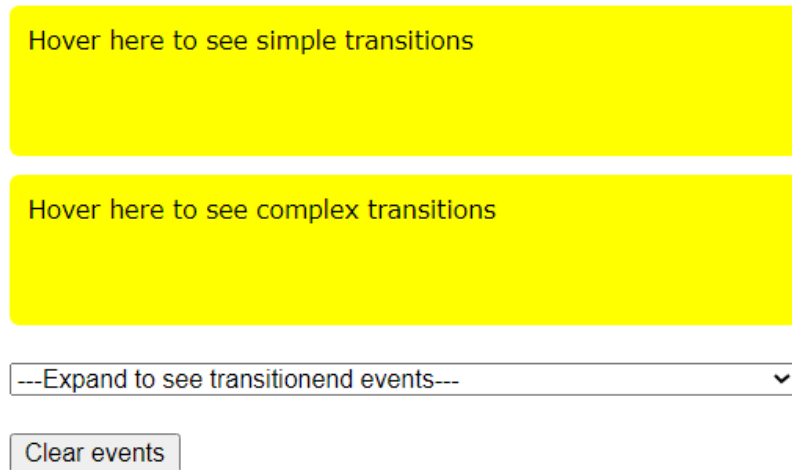 Hover here to see simple transitions
Hover here to see complex transitions
---Expand to see transitionend events---
Clear events